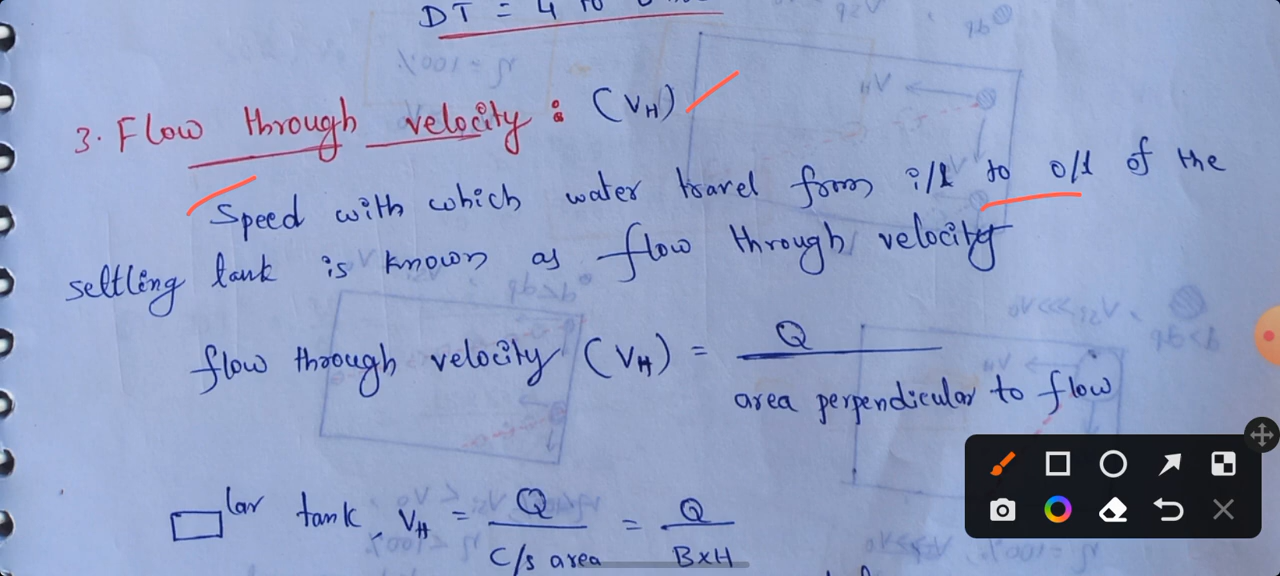 DT = 4 to
3. Flow through velocity : (VH)
Speed with which water travel from i/l to o/l of the
settling tank is known as flow through velocity
flow through velocity (VH) = Q / area perpendicular to flow
▭lar tank, VH = Q / C/s area = Q / B×H